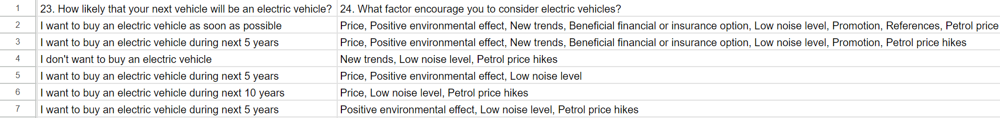 1 23. How likely that your next vehicle will be an electric vehicle? 24. What factor encourage you to consider electric vehicles?
2 I want to buy an electric vehicle as soon as possible Price, Positive environmental effect, New trends, Beneficial financial or insurance option, Low noise level, Promotion, References, Petrol price
3 I want to buy an electric vehicle during next 5 years Price, Positive environmental effect, New trends, Beneficial financial or insurance option, Low noise level, Promotion, Petrol price hikes
4 I don't want to buy an electric vehicle New trends, Low noise level, Petrol price hikes
5 I want to buy an electric vehicle during next 5 years Price, Positive environmental effect, Low noise level
6 I want to buy an electric vehicle during next 10 years Price, Low noise level, Petrol price hikes
7 I want to buy an electric vehicle during next 5 years Positive environmental effect, Low noise level, Petrol price hikes